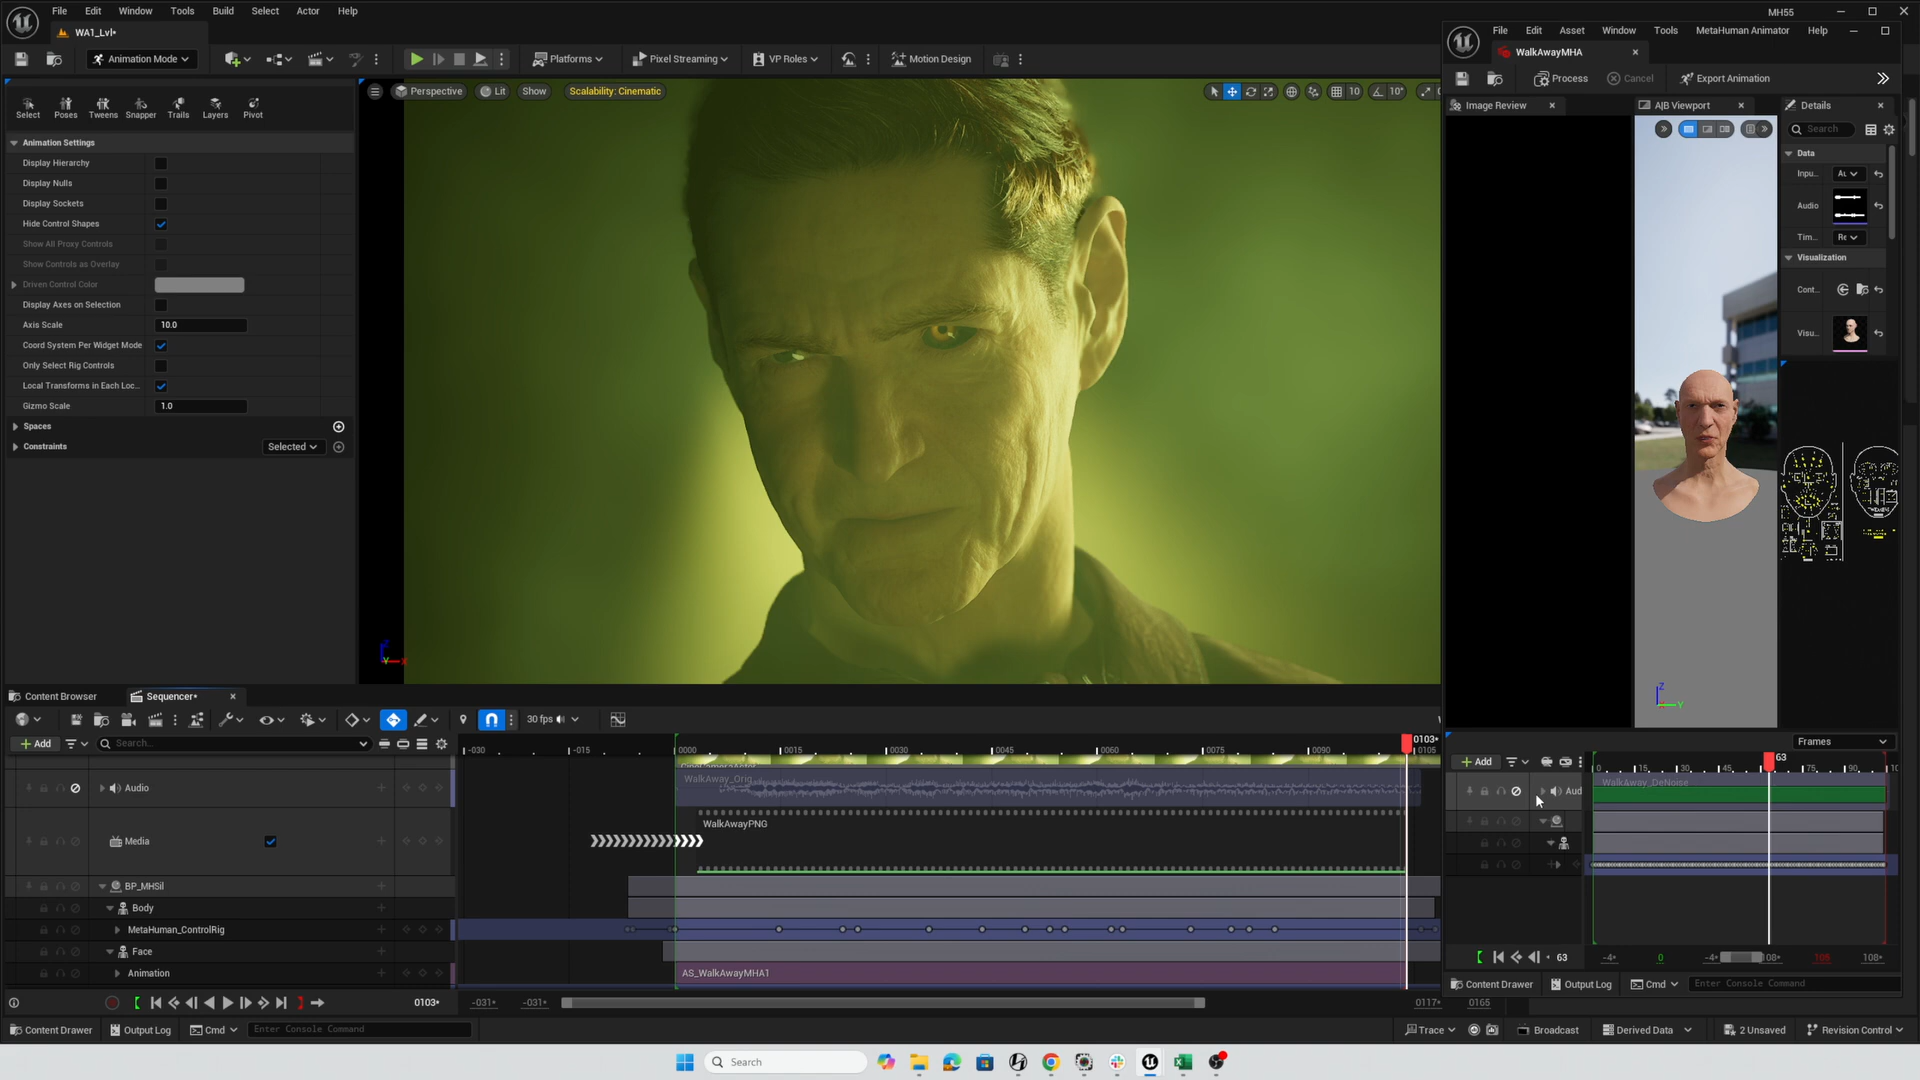 File Edit Window Tools Build Select Actor Help
MH55
WA1_Lvl*
File Edit Asset Window Tools MetaHuman Animator Help
WalkAwayMHA
Animation Mode
Platforms
Pixel Streaming
VP Roles
Motion Design
Process
Cancel
Export Animation
Perspective
Lit
Show
Scalability: Cinematic
10
10°
Image Review
A|B Viewport
Details
Select Poses Tweens Snapper Trails Layers Pivot
Search
Animation Settings
Data
Display Hierarchy
Inpu...
Display Nulls
Audio
Display Sockets
Tim...
Re
Hide Control Shapes
Show All Proxy Controls
Visualization
Show Controls as Overlay
Driven Control Color
Cont...
Display Axes on Selection
Axis Scale
10.0
Visu...
Coord System Per Widget Mode
Only Select Rig Controls
Local Transforms in Each Loc...
Gizmo Scale
1.0
Spaces
Constraints
Selected
Z
Y
Content Browser
Sequencer*
30 fps
Frames
Add
Search...
-030
-015
0000
0015
0030
0045
0060
0075
0090
0103*
0105
Add
63
0 15 30 45 75 90
WalkAway_Orig
WalkAway_DeNoise
Audio
Aud
WalkAwayPNG
Media
BP_MHSil
Body
MetaHuman_ControlRig
Face
Animation
AS_WalkAwayMHA1
63
-4*
0
-4*
108*
105
108*
0103*
-031*
-031*
0117*
0165
Content Drawer
Output Log
Cmd
Enter Console Command
Content Drawer
Output Log
Cmd
Enter Console Command
Trace
Broadcast
Derived Data
2 Unsaved
Revision Control
Search